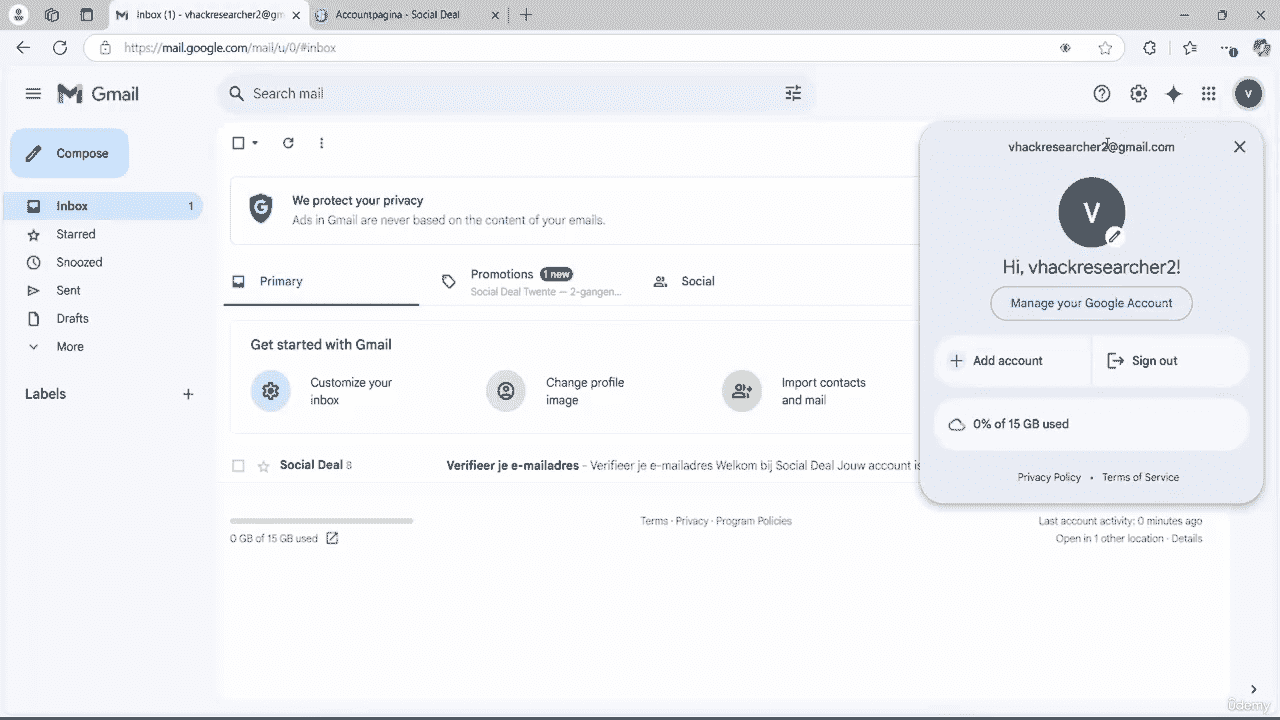 Inbox (1) - vhackresearcher2@gm
Accountpagina - Social Deal
https://mail.google.com/mail/u/0/#inbox
Gmail
Search mail
V
Compose
Inbox 1
Starred
Snoozed
Sent
Drafts
More
Labels
We protect your privacy
Ads in Gmail are never based on the content of your emails.
Primary
Promotions 1 new
Social Deal Twente — 2-gangen...
Social
Get started with Gmail
Customize your
inbox
Change profile
image
Import contacts
and mail
Social Deal 8
Verifieer je e-mailadres - Verifieer je e-mailadres Welkom bij Social Deal Jouw account is
0 GB of 15 GB used
Terms · Privacy · Program Policies
Last account activity: 0 minutes ago
Open in 1 other location · Details
vhackresearcher2@gmail.com
V
Hi, vhackresearcher2!
Manage your Google Account
Add account
Sign out
0% of 15 GB used
Privacy Policy • Terms of Service
Udemy